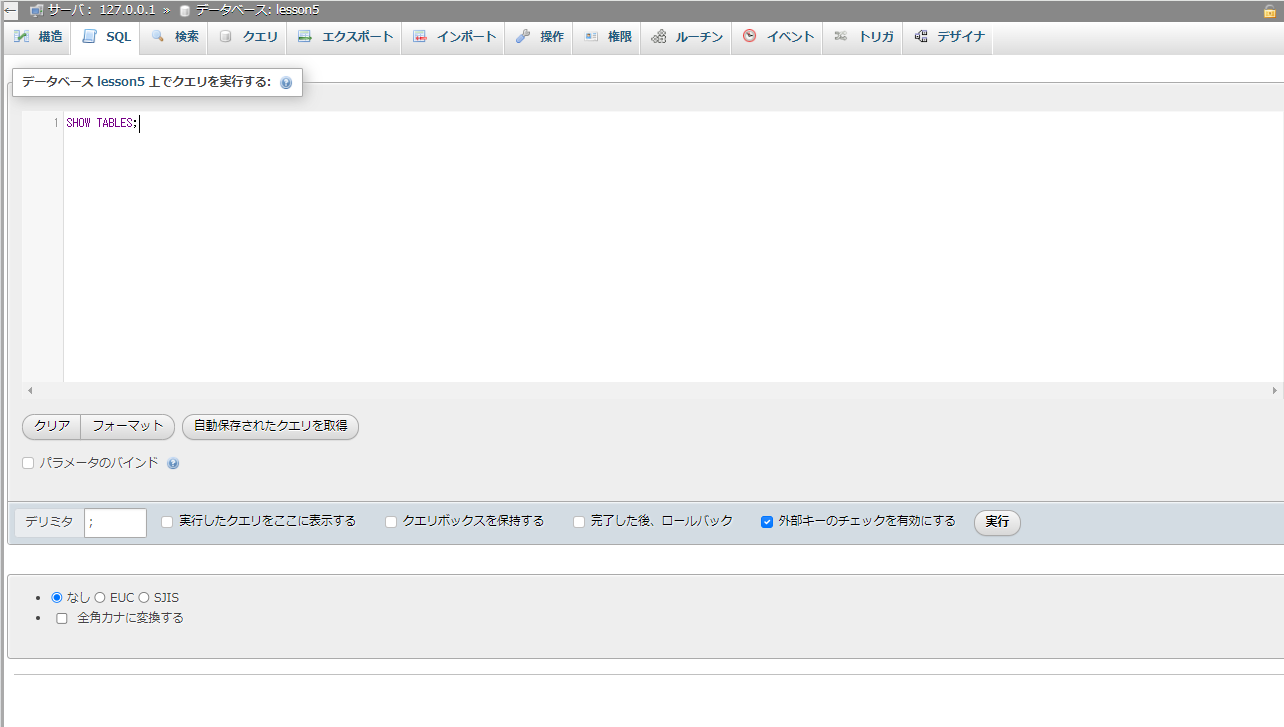 サーバ: 127.0.0.1 » データベース: lesson5
構造 SQL 検索 クエリ エクスポート インポート 操作 権限 ルーチン イベント トリガ デザイナ
データベース lesson5 上でクエリを実行する:
1 SHOW TABLES;
クリア フォーマット 自動保存されたクエリを取得
パラメータのバインド
デリミタ ; 実行したクエリをここに表示する クエリボックスを保持する 完了した後、ロールバック 外部キーのチェックを有効にする 実行
なし EUC SJIS
全角カナに変換する